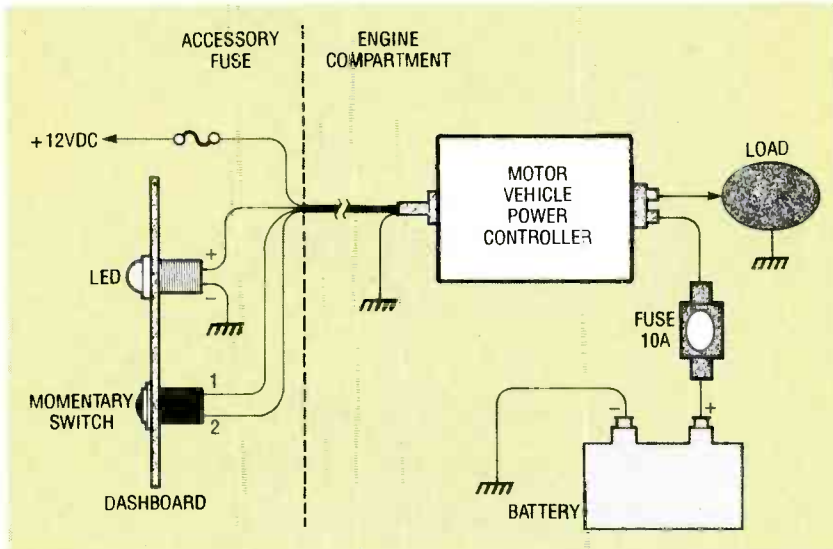 ACCESSORY
FUSE
ENGINE
COMPARTMENT
+12VDC
MOTOR
VEHICLE
POWER
CONTROLLER
LOAD
+
LED
-
FUSE
10A
1
MOMENTARY
SWITCH
2
- +
DASHBOARD
BATTERY